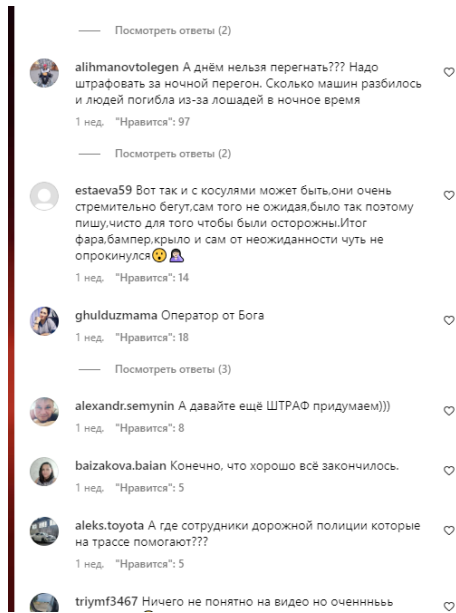 Посмотреть ответы (2)
alihmanovtolegen А днём нельзя перегнать??? Надо
штрафовать за ночной перегон. Сколько машин разбилось
и людей погибла из-за лошадей в ночное время
1 нед. "Нравится": 97
Посмотреть ответы (2)
estaeva59 Вот так и с косулями может быть,они очень
стремительно бегут,сам того не ожидая,было так поэтому
пишу,чисто для того чтобы были осторожны.Итог
фара,бампер,крыло и сам от неожиданности чуть не
опрокинулся😮🤦🏻‍♀️
1 нед. "Нравится": 14
ghulduzmama Оператор от Бога
1 нед. "Нравится": 18
Посмотреть ответы (3)
alexandr.semynin А давайте ещё ШТРАФ придумаем)))
1 нед. "Нравится": 8
baizakova.baian Конечно, что хорошо всё закончилось.
1 нед. "Нравится": 5
aleks.toyota А где сотрудники дорожной полиции которые
на трассе помогают???
1 нед. "Нравится": 5
triymf3467 Ничего не понятно на видео но оченнньь